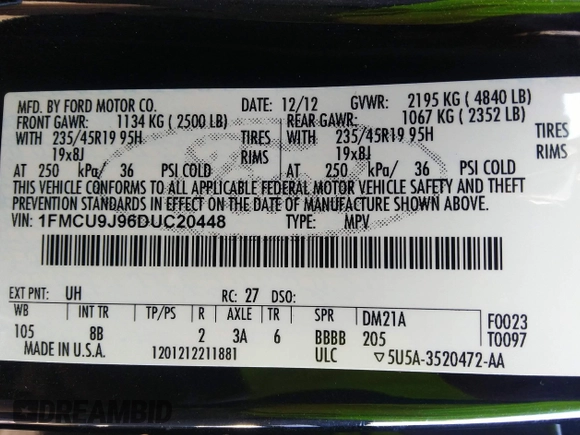 MFD. BY FORD MOTOR CO. DATE: 12/12 GVWR: 2195 KG ( 4840 LB)
FRONT GAWR: 1134 KG ( 2500 LB) REAR GAWR: 1067 KG ( 2352 LB)
WITH 235/45R19 95H TIRES WITH 235/45R19 95H TIRES
19x8J RIMS 19x8J RIMS
AT 250 kPa/ 36 PSI COLD AT 250 kPa/ 36 PSI COLD
THIS VEHICLE CONFORMS TO ALL APPLICABLE FEDERAL MOTOR VEHICLE SAFETY AND THEFT
PREVENTION STANDARDS IN EFFECT ON THE DATE OF MANUFACTURE SHOWN ABOVE.
VIN: 1FMCU9J96DUC20448 TYPE: MPV
EXT PNT: UH RC: 27 DSO:
WB INT TR TP/PS R AXLE TR SPR DM21A F0023
105 8B 2 3A 6 BBBB 205 T0097
MADE IN U.S.A. 1201212211881 ULC ▽5U5A-3520472-AA
DREAMBID